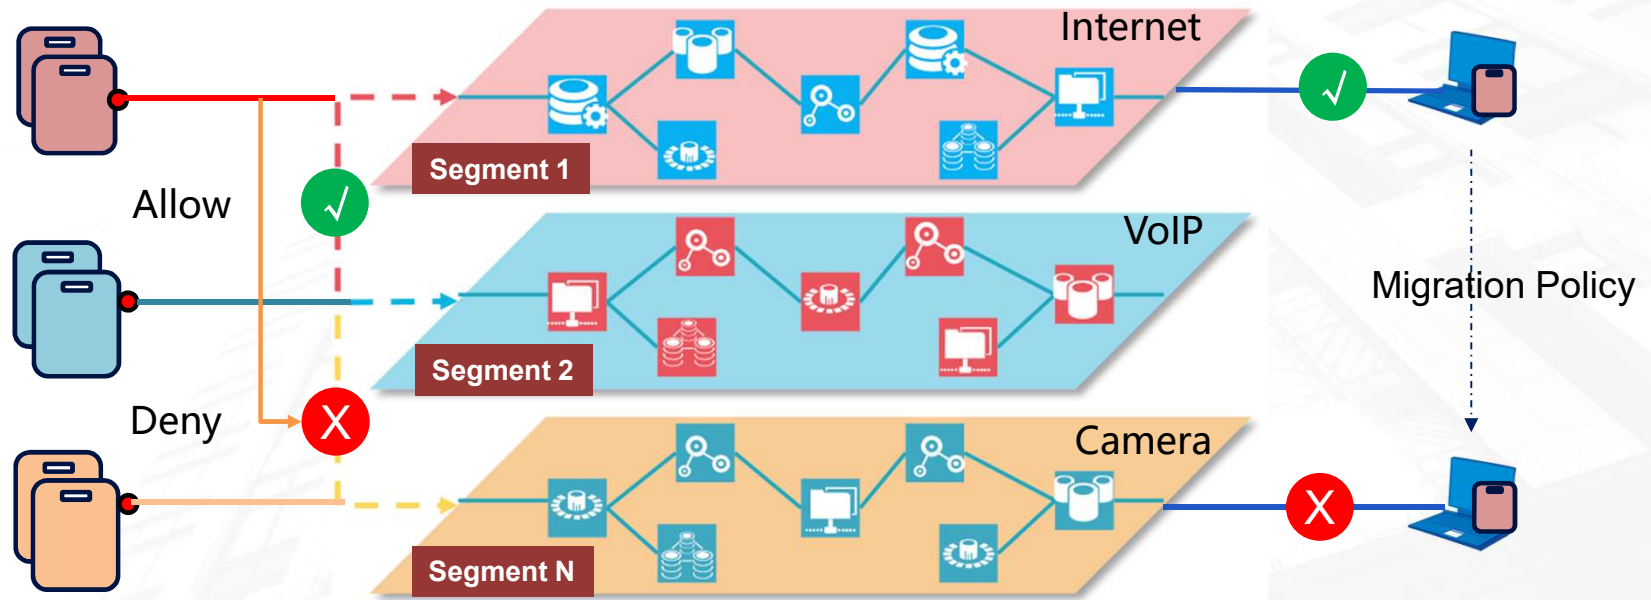 Internet
√
Segment 1
Allow
√
VoIP
Migration Policy
Segment 2
Deny
X
Camera
X
Segment N